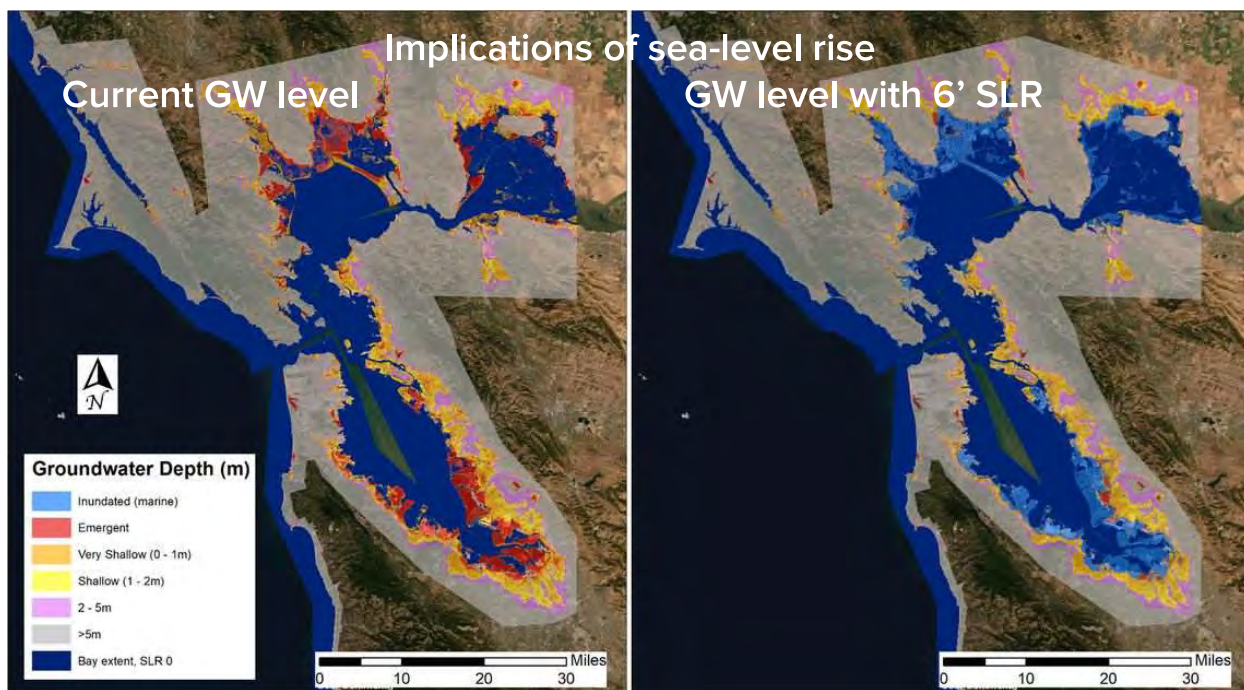 Implications of sea-level rise
Current GW level
GW level with 6’ SLR
N
Groundwater Depth (m)
Inundated (marine)
Emergent
Very Shallow (0 - 1m)
Shallow (1 - 2m)
2 - 5m
>5m
Bay extent, SLR 0
Miles
0 10 20 30
Miles
0 10 20 30